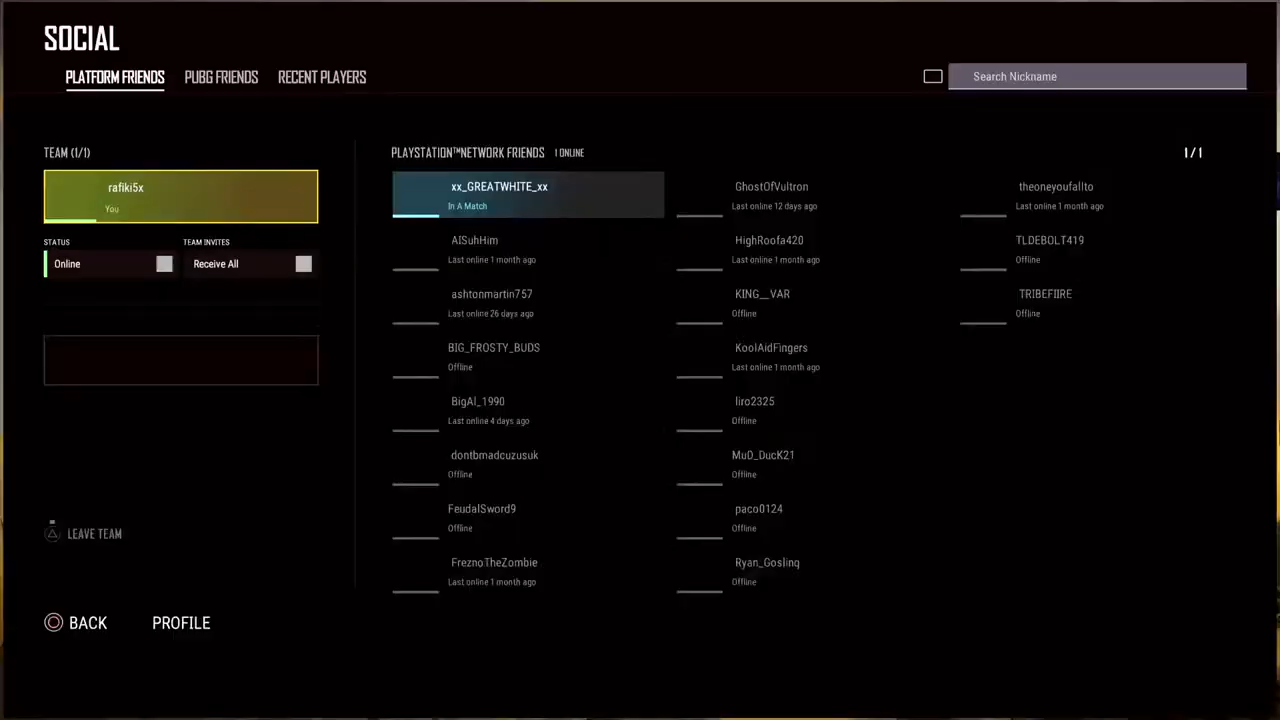 SOCIAL
PLATFORM FRIENDS PUBG FRIENDS RECENT PLAYERS
Search Nickname
TEAM (1/1)
rafiki5x
You
STATUS
Online
TEAM INVITES
Receive All
LEAVE TEAM
PLAYSTATION™NETWORK FRIENDS 1 ONLINE
1/1
xx_GREATWHITE_xx
In A Match
AISuhHim
Last online 1 month ago
ashtonmartin757
Last online 26 days ago
BIG_FROSTY_BUDS
Offline
BigAl_1990
Last online 4 days ago
dontbmadcuzusuk
Offline
FeudalSword9
Offline
FreznoTheZombie
Last online 1 month ago
GhostOfVultron
Last online 12 days ago
HighRoofa420
Last online 1 month ago
KING__VAR
Offline
KoolAidFingers
Last online 1 month ago
liro2325
Offline
MuD_DucK21
Offline
paco0124
Offline
Ryan_Gosling
Offline
theoneyoufallto
Last online 1 month ago
TLDEBOLT419
Offline
TRIBEFIIRE
Offline
BACK PROFILE